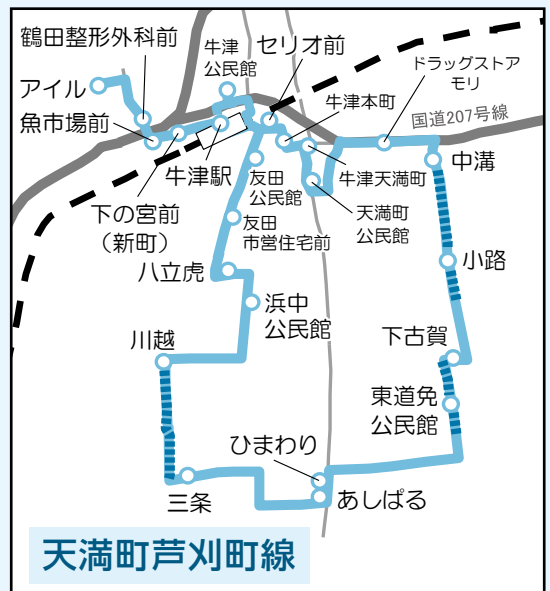 鶴田整形外科前
アイル
魚市場前
下の宮前
（新町）
牛津
公民館
牛津駅
セリオ前
牛津本町
ドラッグストア
モリ
国道207号線
牛津天満町
天満町
公民館
中溝
友田
公民館
友田
市営住宅前
八立虎
浜中
公民館
小路
川越
下古賀
東道免
公民館
ひまわり
三条
あしぱる
天満町芦刈町線